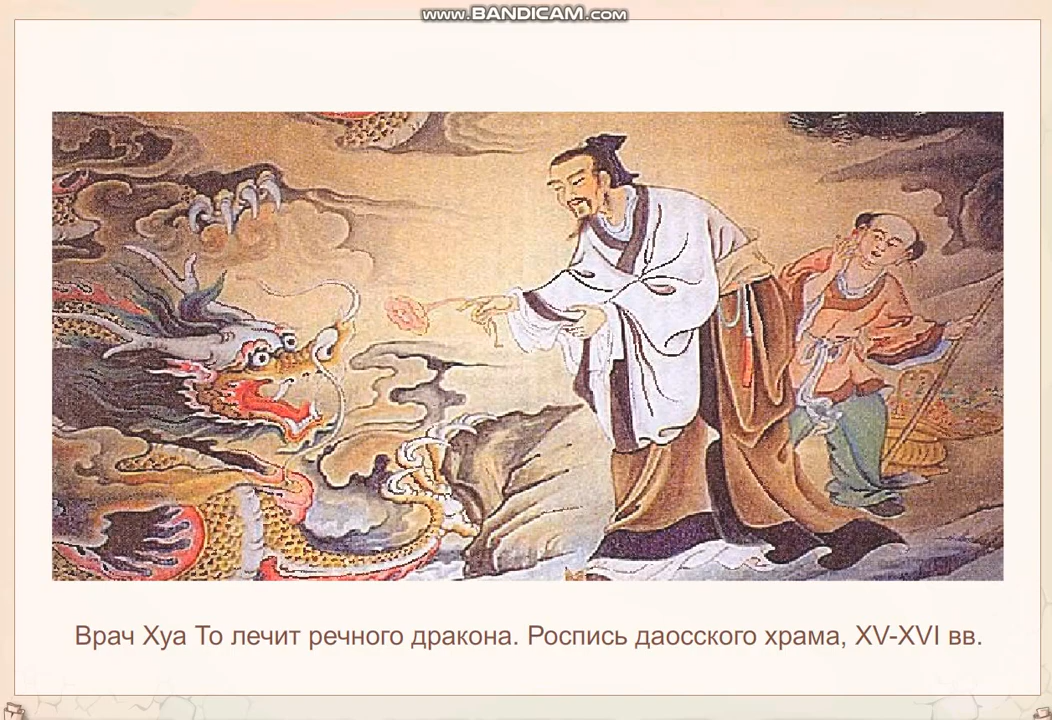 www.BANDICAM.com
Врач Хуа То лечит речного дракона. Роспись даосского храма, XV-XVI вв.